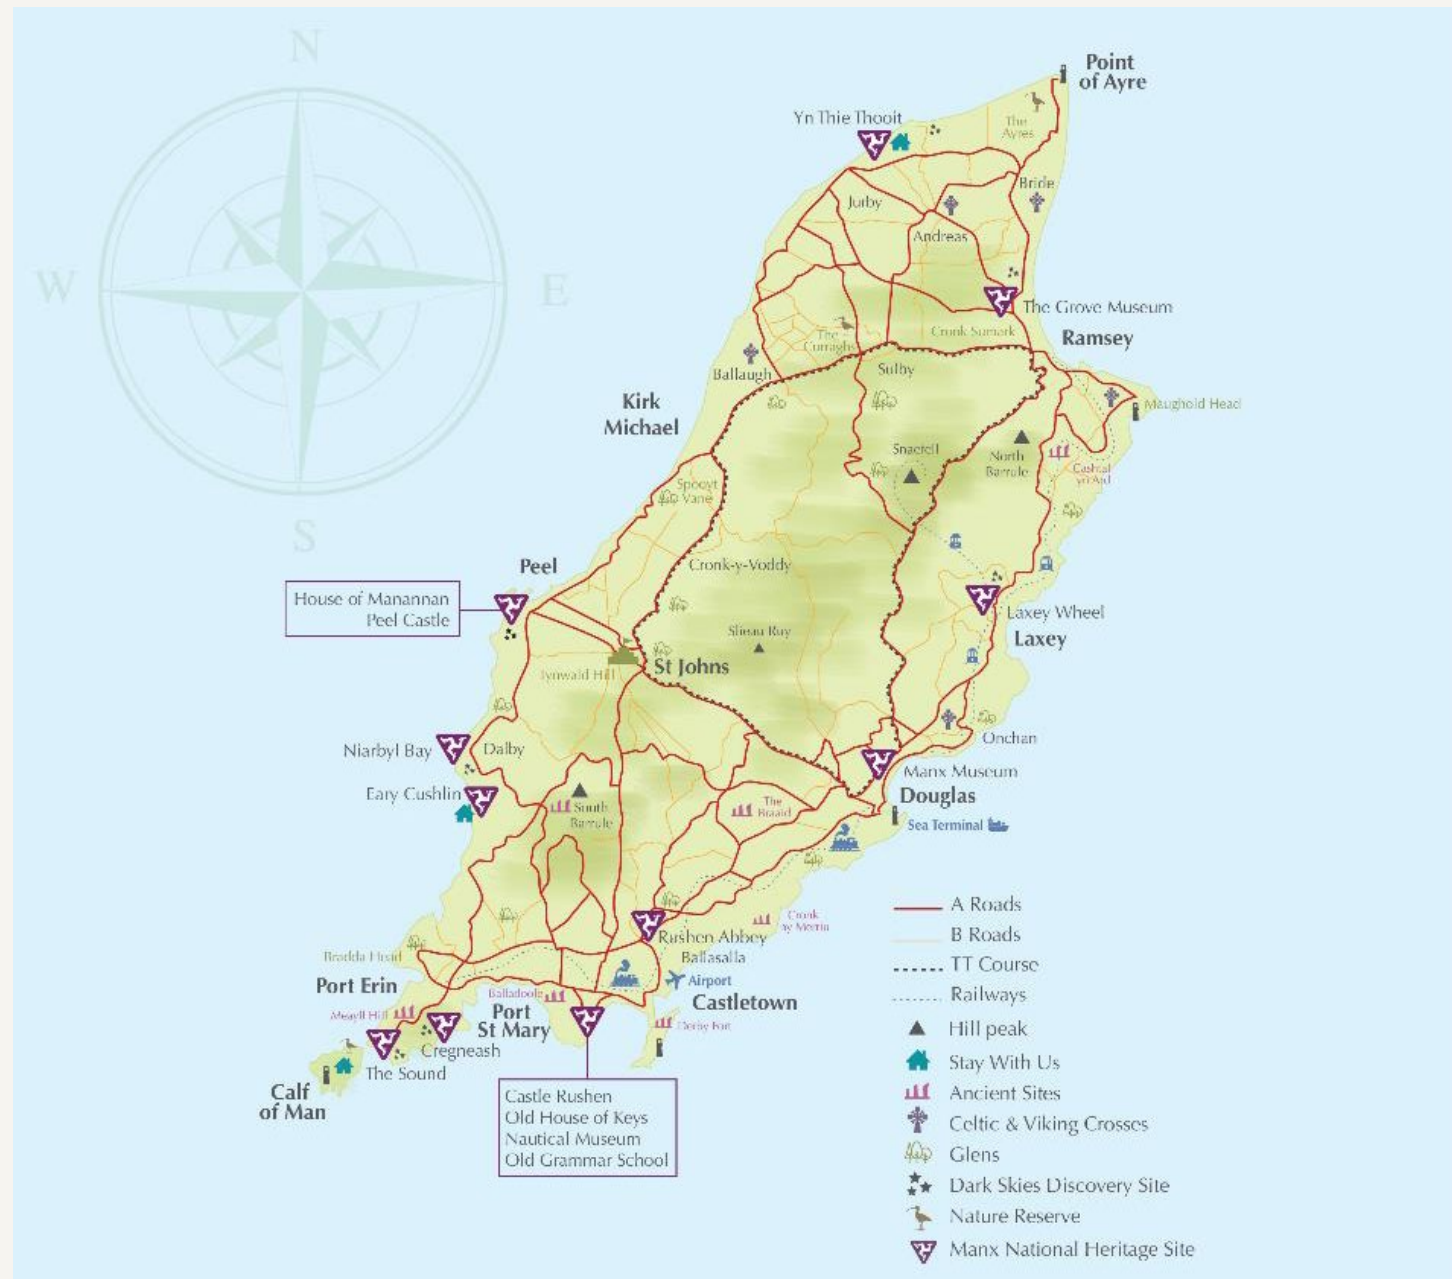 N
W
E
S
Point
of Ayre
Yn Thie Thooit
The
Ayres
Bride
Jurby
Andreas
The Grove Museum
Ramsey
Cronk Sumark
The
Curraghs
Sulby
Ballaugh
Maughold Head
Kirk
Michael
Snaefell
North
Barrule
Cashtal
yn Ard
Spooyt
Vane
Cronk-y-Voddy
Peel
House of Manannan
Peel Castle
Laxey Wheel
Laxey
Slieau Ruy
St Johns
Tynwald Hill
Niarbyl Bay
Dalby
Onchan
Manx Museum
Douglas
Eary Cushlin
South
Barrule
The
Braaid
Sea Terminal
Cronk
ny Merriu
Rushen Abbey
Ballasalla
Bradda Head
Port Erin
Airport
Castletown
Balladoole
Port
St Mary
Meayll Hill
Derby Fort
Cregneash
The Sound
Calf
of Man
Castle Rushen
Old House of Keys
Nautical Museum
Old Grammar School
A Roads
B Roads
TT Course
Railways
Hill peak
Stay With Us
Ancient Sites
Celtic & Viking Crosses
Glens
Dark Skies Discovery Site
Nature Reserve
Manx National Heritage Site